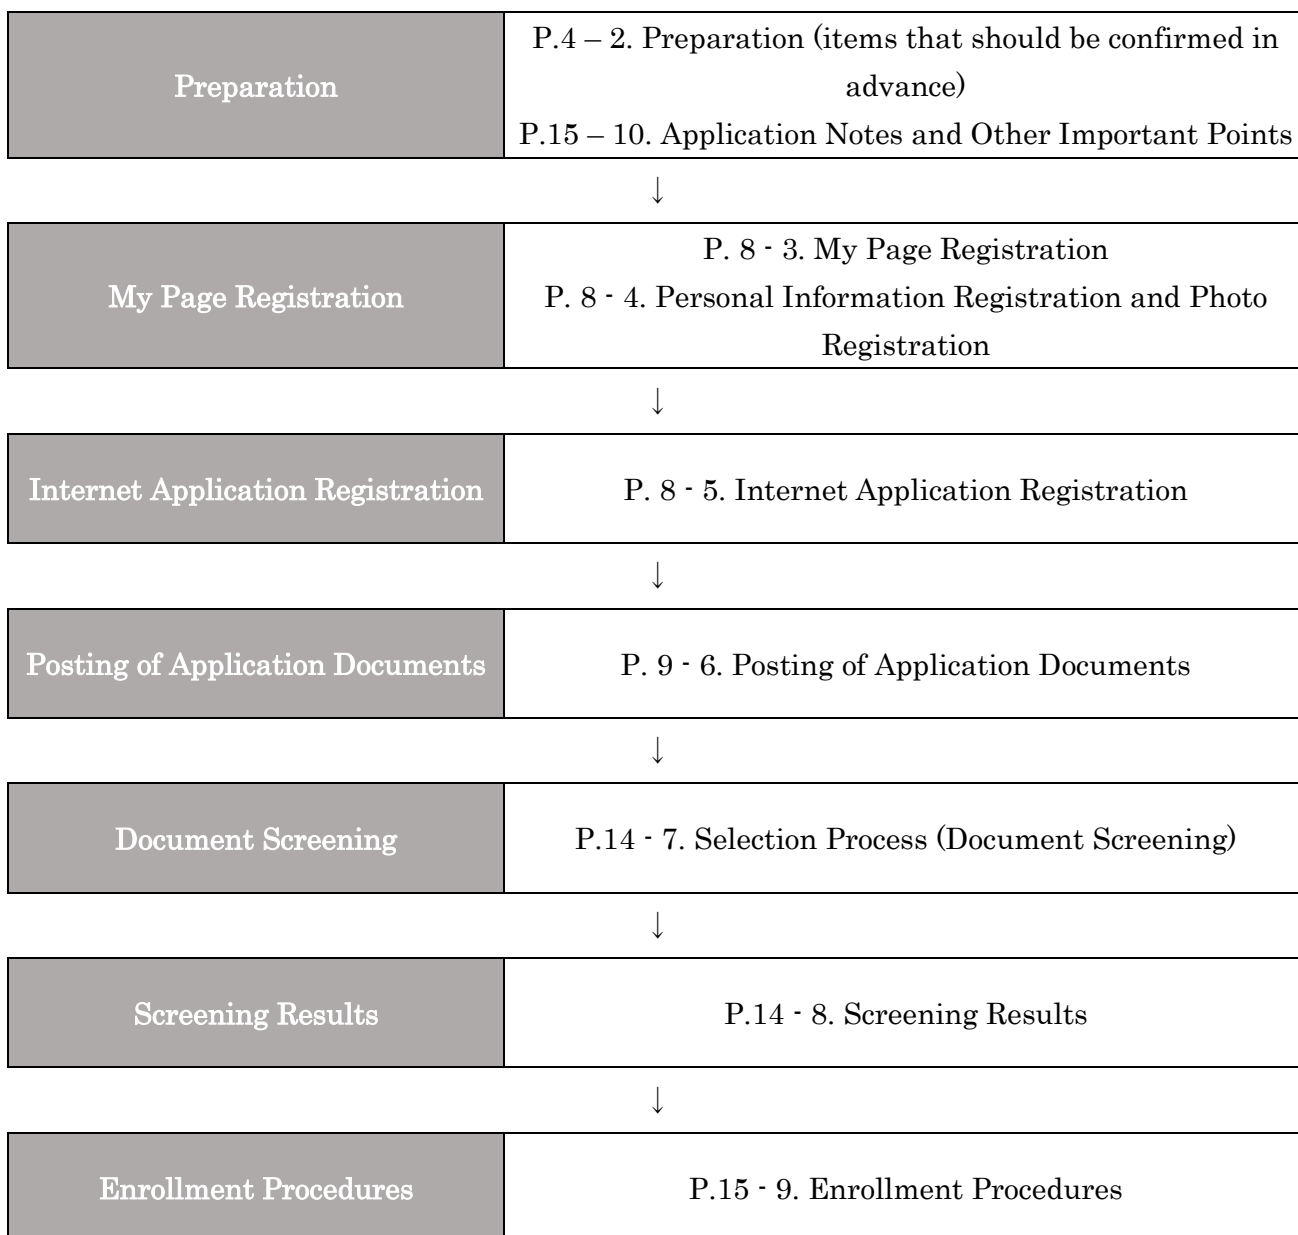 Preparation
P.4 – 2. Preparation (items that should be confirmed in
advance)
P.15 – 10. Application Notes and Other Important Points
↓
My Page Registration
P. 8 - 3. My Page Registration
P. 8 - 4. Personal Information Registration and Photo
Registration
↓
Internet Application Registration
P. 8 - 5. Internet Application Registration
↓
Posting of Application Documents
P. 9 - 6. Posting of Application Documents
↓
Document Screening
P.14 - 7. Selection Process (Document Screening)
↓
Screening Results
P.14 - 8. Screening Results
↓
Enrollment Procedures
P.15 - 9. Enrollment Procedures